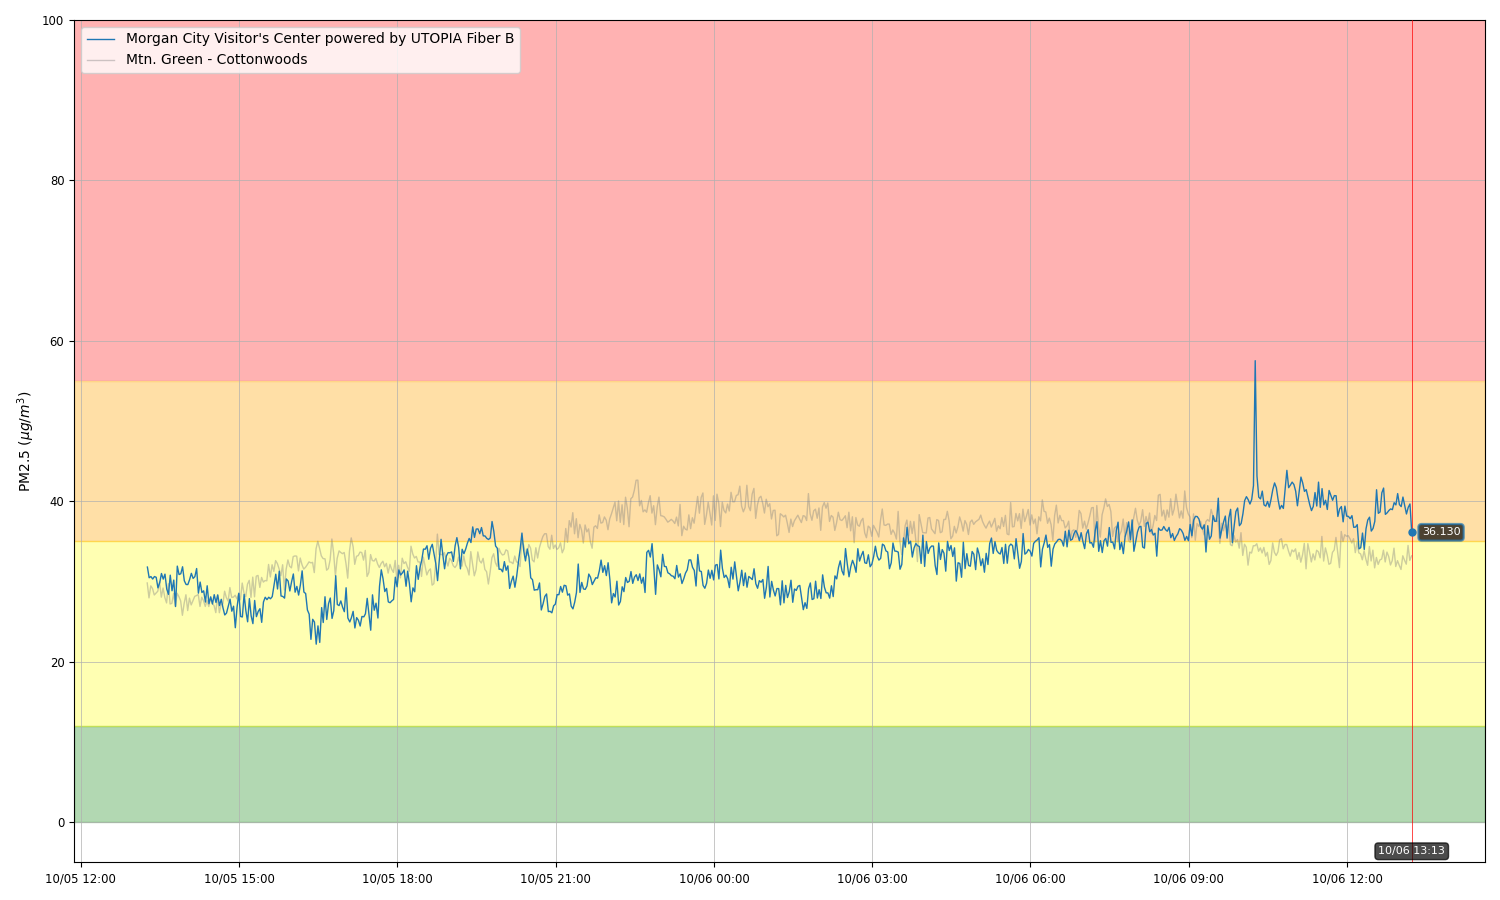 100
Morgan City Visitor's Center powered by UTOPIA Fiber B
Mtn. Green - Cottonwoods
80
60
PM2.5 (μg/m³)
40
36.130
20
0
10/06 13:13
10/05 12:00 10/05 15:00 10/05 18:00 10/05 21:00 10/06 00:00 10/06 03:00 10/06 06:00 10/06 09:00 10/06 12:00